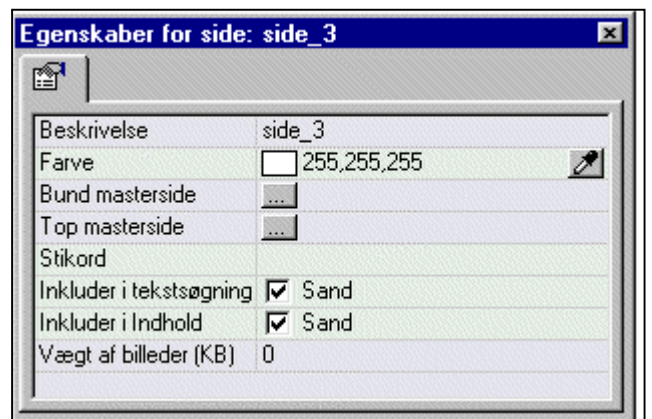 Egenskaber for side: side_3
Beskrivelse side_3
Farve 255,255,255
Bund masterside ...
Top masterside ...
Stikord
Inkluder i tekstsøgning Sand
Inkluder i Indhold Sand
Vægt af billeder (KB) 0